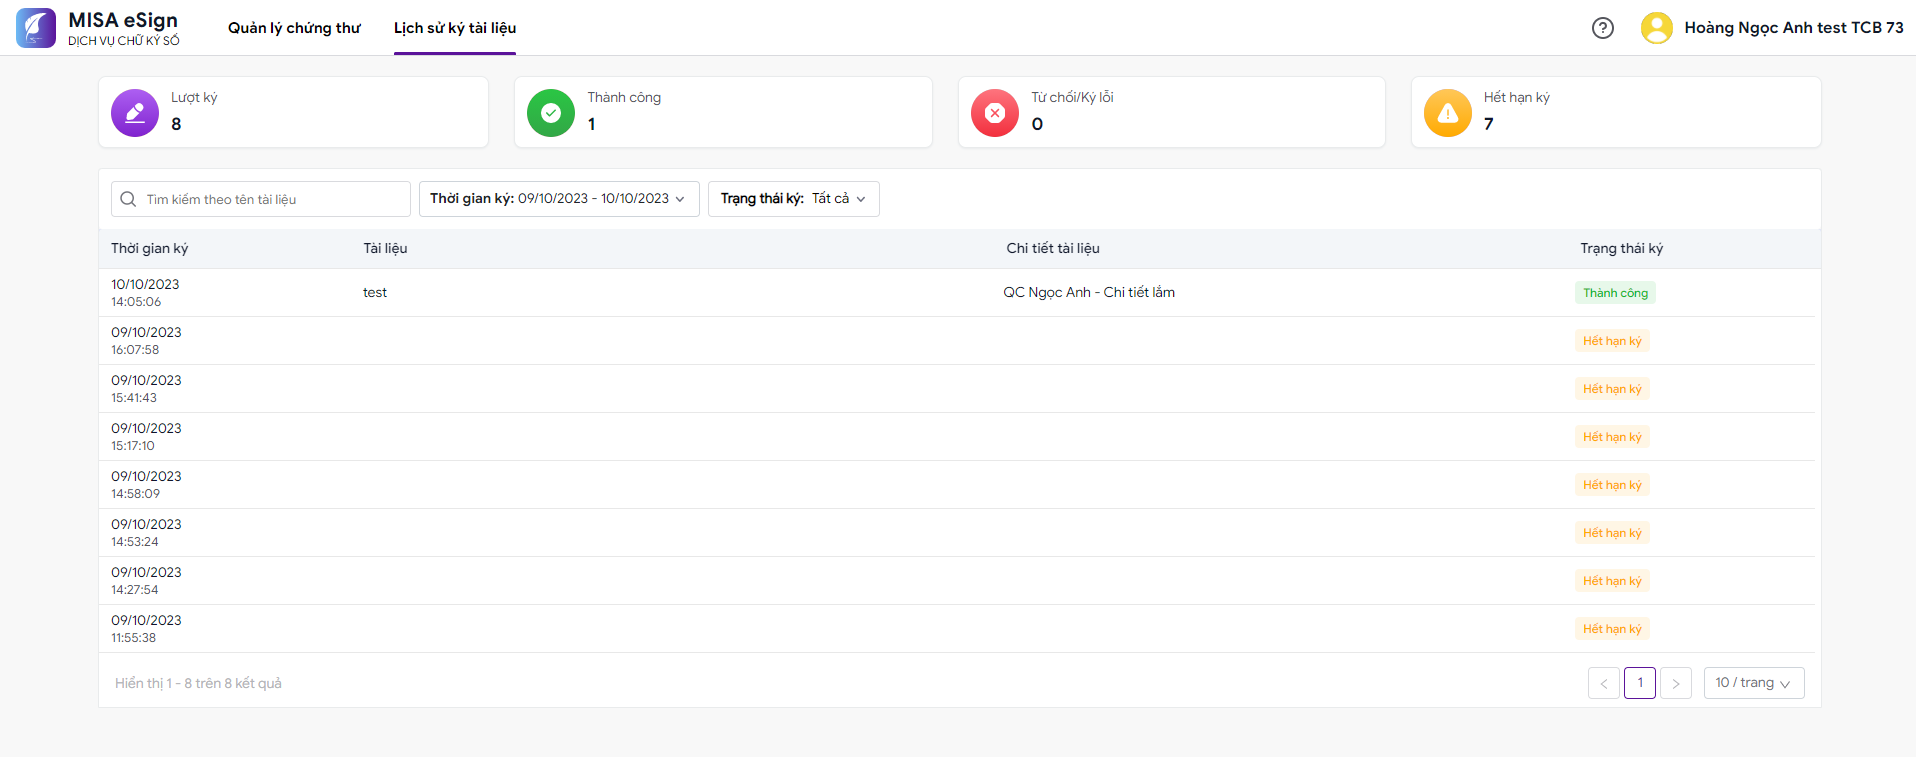 MISA eSign
DỊCH VỤ CHỮ KÝ SỐ
Quản lý chứng thư
Lịch sử ký tài liệu
Hoàng Ngọc Anh test TCB 73
Lượt ký
8
Thành công
1
Từ chối/Ký lỗi
0
Hết hạn ký
7
Tìm kiếm theo tên tài liệu
Thời gian ký: 09/10/2023 - 10/10/2023
Trạng thái ký: Tất cả
Thời gian ký Tài liệu Chi tiết tài liệu Trạng thái ký
10/10/2023
14:05:06
test
QC Ngọc Anh - Chi tiết lắm
Thành công
09/10/2023
16:07:58
Hết hạn ký
09/10/2023
15:41:43
Hết hạn ký
09/10/2023
15:17:10
Hết hạn ký
09/10/2023
14:58:09
Hết hạn ký
09/10/2023
14:53:24
Hết hạn ký
09/10/2023
14:27:54
Hết hạn ký
09/10/2023
11:55:38
Hết hạn ký
Hiển thị 1 - 8 trên 8 kết quả
< 1 >
10 / trang